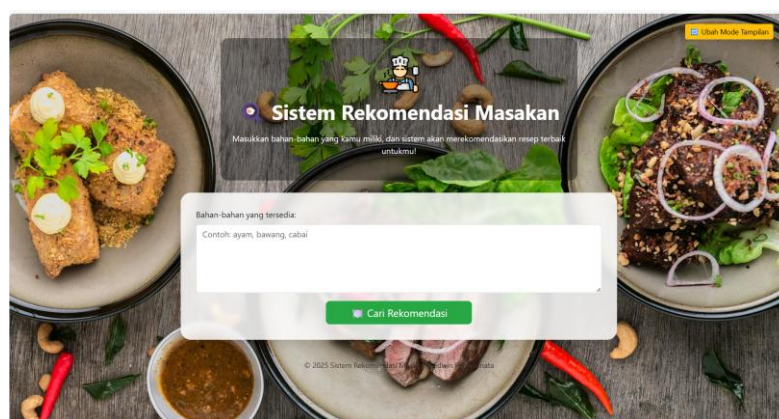 Ubah Mode Tampilan
Sistem Rekomendasi Masakan
Masukkan bahan-bahan yang kamu miliki, dan sistem akan merekomendasikan resep terbaik
untukmu!
Bahan-bahan yang tersedia:
Contoh: ayam, bawang, cabai
Cari Rekomendasi
© 2025 Sistem Rekomendasi